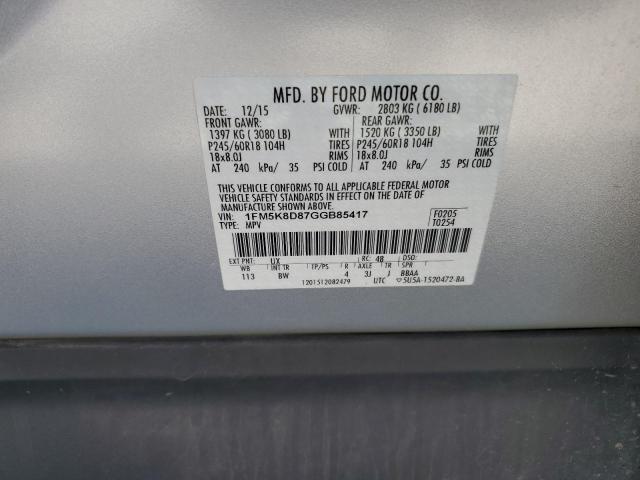 MFD. BY FORD MOTOR CO.
DATE: 12/15 GVWR: 2803 KG ( 6180 LB)
FRONT GAWR: REAR GAWR:
1397 KG ( 3080 LB) WITH 1520 KG ( 3350 LB) WITH
P245/60R18 104H TIRES P245/60R18 104H TIRES
18x8.0J RIMS 18x8.0J RIMS
AT 240 kPa/ 35 PSI COLD AT 240 kPa/ 35 PSI COLD
THIS VEHICLE CONFORMS TO ALL APPLICABLE FEDERAL MOTOR
VEHICLE SAFETY STANDARDS IN EFFECT ON THE DATE OF
MANUFACTURE SHOWN ABOVE.
VIN: 1FM5K8D87GGB85417 F0205
TYPE: MPV T0254
EXT PNT: UX RC: 48 DSO:
WB INT TR TP/PS R AXLE TR SPR
113 BW 4 3J J BBAA
1201512082479 UTC 5U5A-1520472-BA